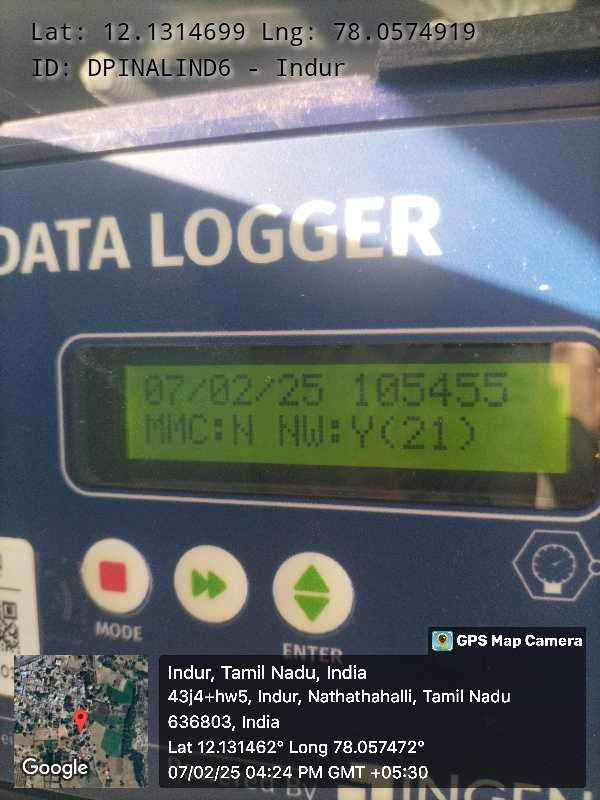 Lat: 12.1314699 Lng: 78.0574919
ID: DPINALIND6 - Indur
DATA LOGGER
07/02/25 105455
MMC:N NW:Y(21)
MODE
ENTER
GPS Map Camera
Indur, Tamil Nadu, India
43j4+hw5, Indur, Nathathahalli, Tamil Nadu
636803, India
Lat 12.131462° Long 78.057472°
07/02/25 04:24 PM GMT +05:30
Google
By